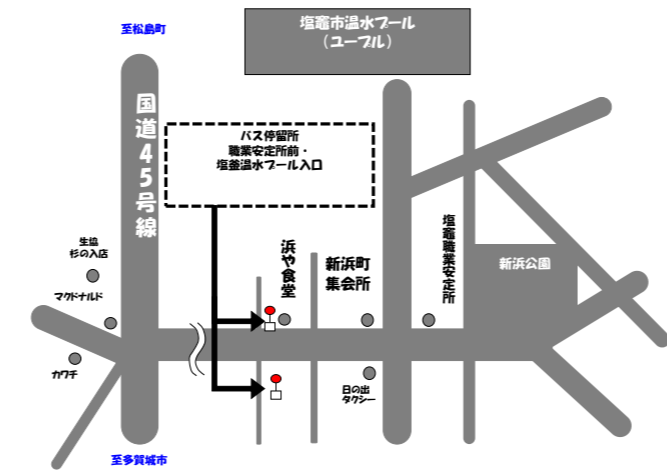 至松島町
塩竈市温水プール
（ユープル）
国道４５号線
バス停留所
職業安定所前・
塩釜温水プール入口
生協
杉の入店
マクドナルド
カワチ
浜や食堂
新浜町
集会所
塩竈職業安定所
新浜公園
日の出
タクシー
至多賀城市